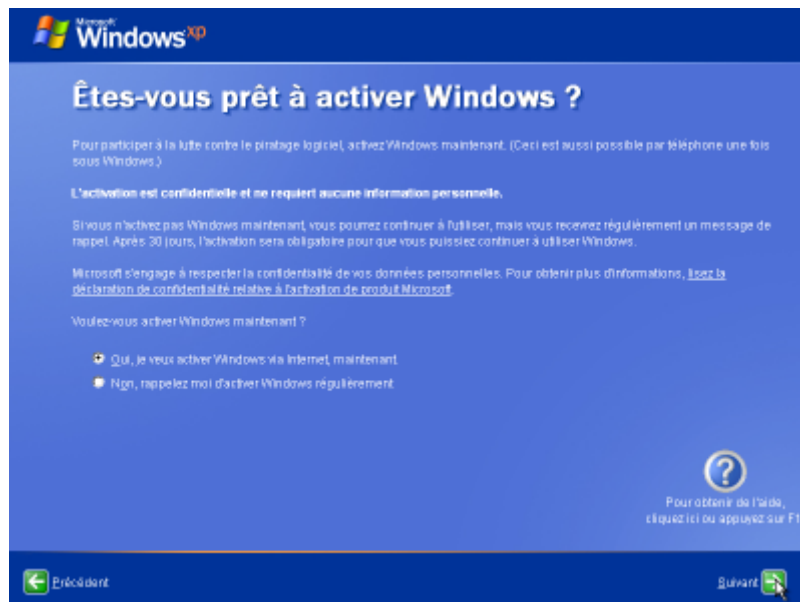 Microsoft
Windows xp
Êtes-vous prêt à activer Windows ?
Pour participer à la lutte contre le piratage logiciel, activez Windows maintenant. (Ceci est aussi possible par téléphone une fois
sous Windows.)
L'activation est confidentielle et ne requiert aucune information personnelle.
Si vous n'activez pas Windows maintenant, vous pourrez continuer à l'utiliser, mais vous recevrez régulièrement un message de
rappel. Après 30 jours, l'activation sera obligatoire pour que vous puissiez continuer à utiliser Windows.
Microsoft s'engage à respecter la confidentialité de vos données personnelles. Pour obtenir plus d'informations, lisez la
déclaration de confidentialité relative à l'activation de produit Microsoft.
Voulez-vous activer Windows maintenant ?
Oui, je veux activer Windows via Internet, maintenant.
Non, rappelez moi d'activer Windows régulièrement
Pour obtenir de l'aide,
cliquez ici ou appuyez sur F1
Précédent
Suivant